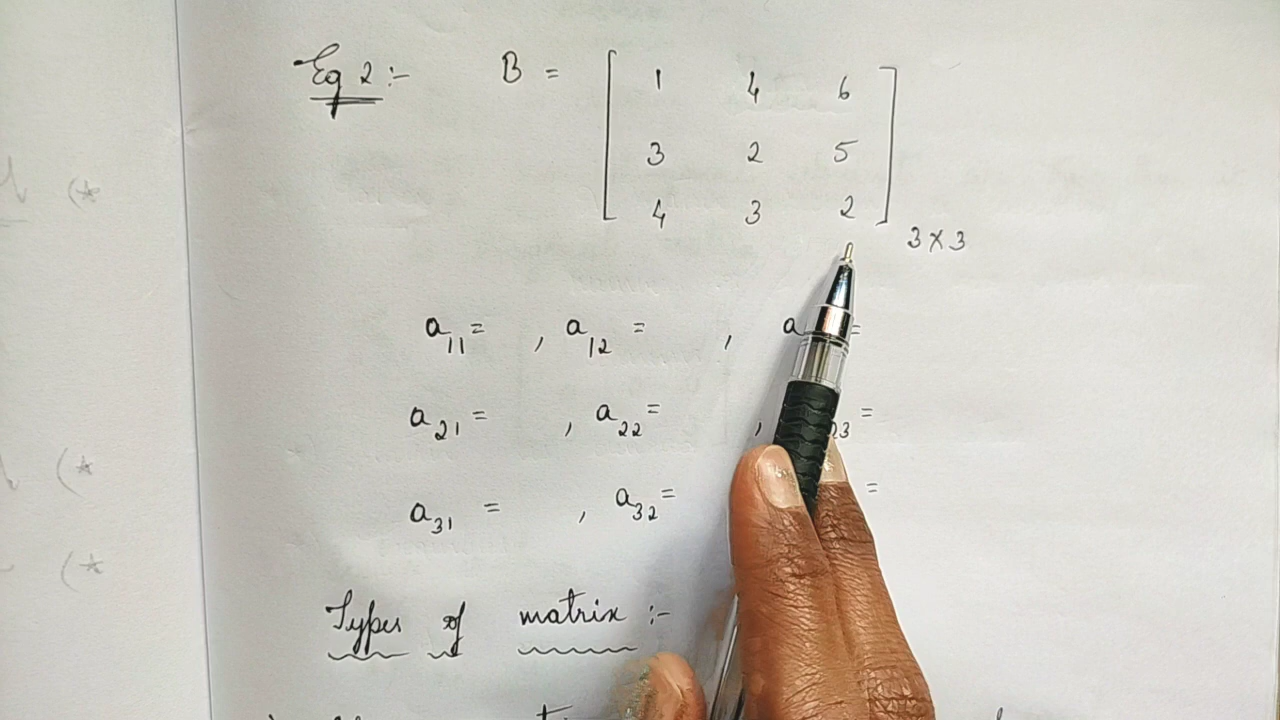 Eg 2 :- B = [ 1 4 6
3 2 5
4 3 2 ] 3 × 3
a11 = , a12 = , a =
a21 = , a22 = , 23 =
a31 = , a32 = =
Types of matrix :-